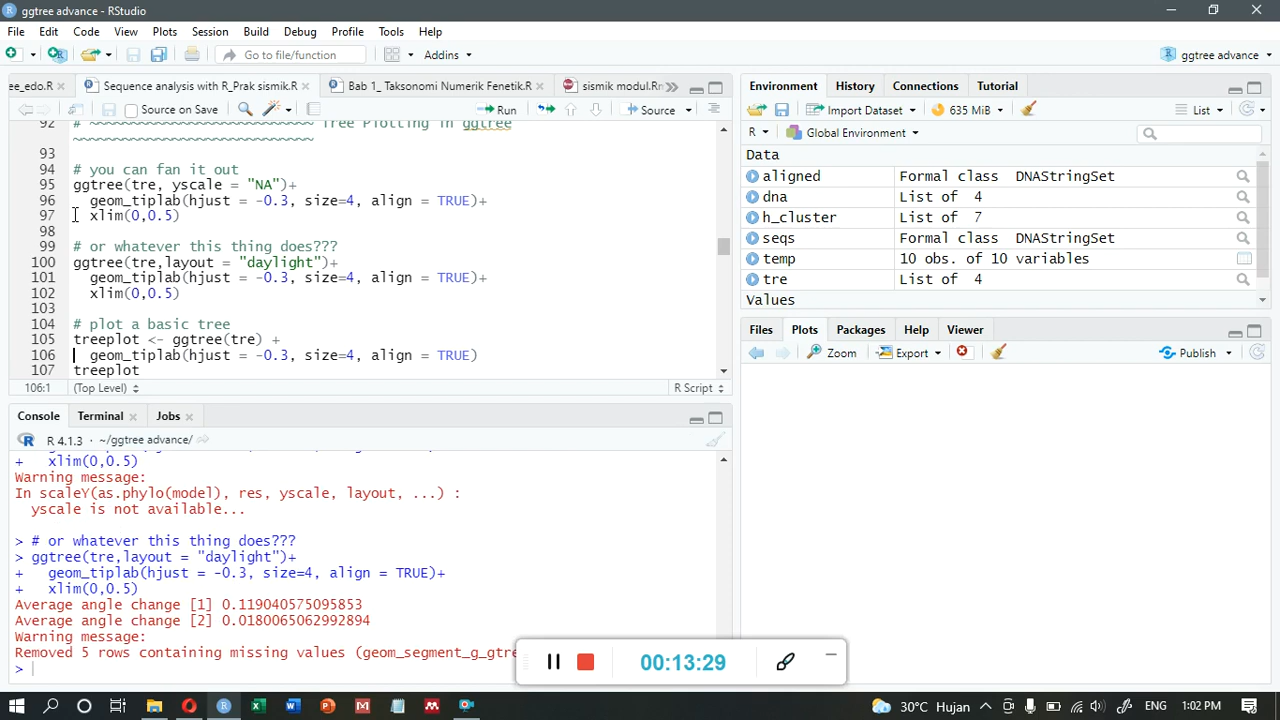 ggtree advance - RStudio
File Edit Code View Plots Session Build Debug Profile Tools Help
Go to file/function Addins ggtree advance
ee_edo.R Sequence analysis with R_Prak sismik.R Bab 1_ Taksonomi Numerik Fenetik.R sismik modul.Rn
Source on Save Run Source
92 # ~~~~~~~~~~~~~~~~~~~~~~~~~~~ Tree Plotting in ggtree
~~~~~~~~~~~~~~~~~~~~~~~~~~~~
93
94 # you can fan it out
95 ggtree(tre, yscale = "NA")+
96 geom_tiplab(hjust = -0.3, size=4, align = TRUE)+
97 xlim(0,0.5)
98
99 # or whatever this thing does???
100 ggtree(tre,layout = "daylight")+
101 geom_tiplab(hjust = -0.3, size=4, align = TRUE)+
102 xlim(0,0.5)
103
104 # plot a basic tree
105 treeplot <- ggtree(tre) +
106 geom_tiplab(hjust = -0.3, size=4, align = TRUE)
107 treeplot
106:1 (Top Level) R Script
Console Terminal Jobs
R 4.1.3 · ~/ggtree advance/
+ xlim(0,0.5)
Warning message:
In scaleY(as.phylo(model), res, yscale, layout, ...) :
yscale is not available...
> # or whatever this thing does???
> ggtree(tre,layout = "daylight")+
+ geom_tiplab(hjust = -0.3, size=4, align = TRUE)+
+ xlim(0,0.5)
Average angle change [1] 0.119040575095853
Average angle change [2] 0.0180065062992894
Warning message:
Removed 5 rows containing missing values (geom_segment_g_gtre
>
Environment History Connections Tutorial
Import Dataset 635 MiB List
R Global Environment
Data
aligned Formal class DNAStringSet
dna List of 4
h_cluster List of 7
seqs Formal class DNAStringSet
temp 10 obs. of 10 variables
tre List of 4
Values
Files Plots Packages Help Viewer
Zoom Export Publish
00:13:29
30°C Hujan ENG 1:02 PM